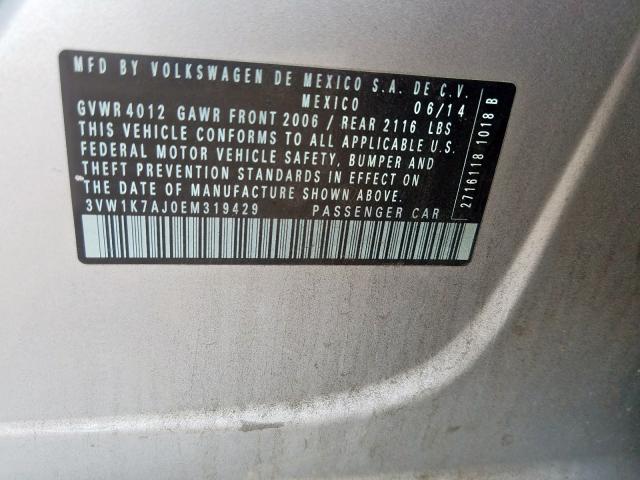 MFD BY VOLKSWAGEN DE MEXICO S.A. DE C.V.
MEXICO 06/14
GVWR 4012 GAWR FRONT 2006 / REAR 2116 LBS
THIS VEHICLE CONFORMS TO ALL APPLICABLE U.S.
FEDERAL MOTOR VEHICLE SAFETY, BUMPER AND
THEFT PREVENTION STANDARDS IN EFFECT ON
THE DATE OF MANUFACTURE SHOWN ABOVE.
3VW1K7AJ0EM319429 PASSENGER CAR
2716118 1018 B